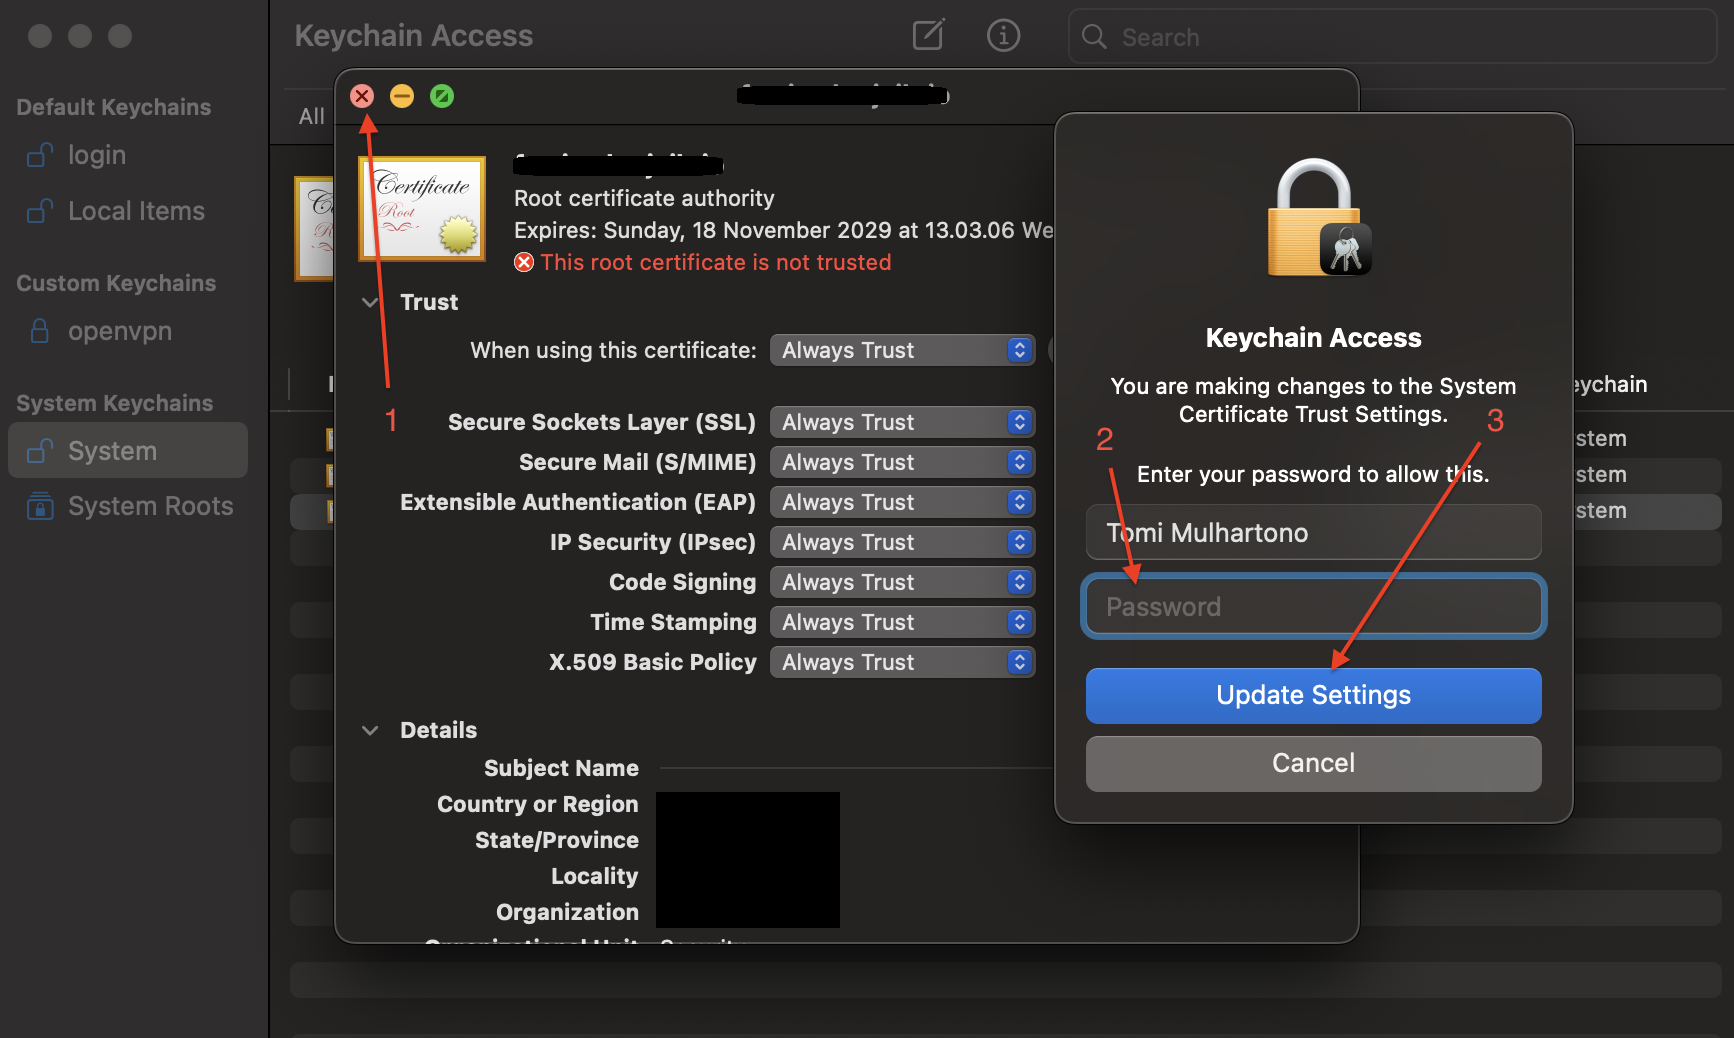 Keychain Access
Search
Default Keychains
login
Local Items
Custom Keychains
openvpn
System Keychains
System
System Roots
All
Certificate
Root
Root certificate authority
Expires: Sunday, 18 November 2029 at 13.03.06 We
This root certificate is not trusted
Trust
When using this certificate: Always Trust
1
Secure Sockets Layer (SSL) Always Trust
Secure Mail (S/MIME) Always Trust
Extensible Authentication (EAP) Always Trust
IP Security (IPsec) Always Trust
Code Signing Always Trust
Time Stamping Always Trust
X.509 Basic Policy Always Trust
Details
Subject Name
Country or Region
State/Province
Locality
Organization
Organizational Unit Security
Keychain Access
You are making changes to the System
Certificate Trust Settings.
2
3
Enter your password to allow this.
Tomi Mulhartono
Password
Update Settings
Cancel
eychain
stem
stem
stem